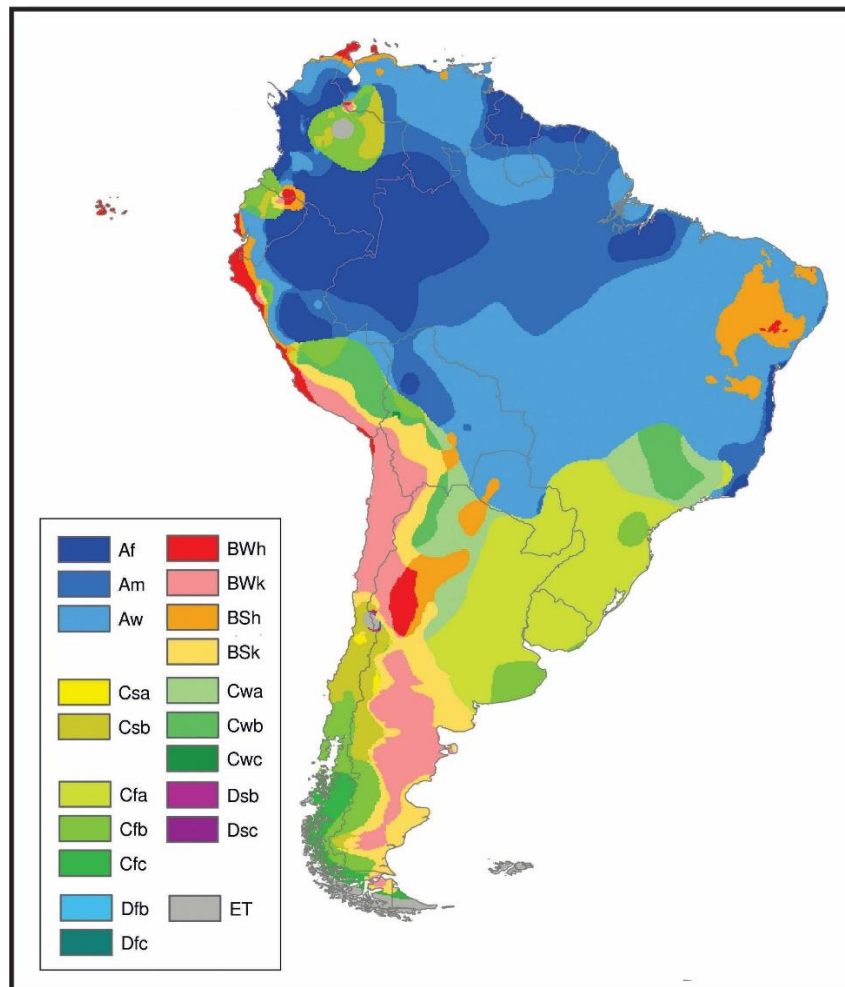 Af
Am
Aw
Csa
Csb
Cfa
Cfb
Cfc
Dfb
Dfc
BWh
BWk
BSh
BSk
Cwa
Cwb
Cwc
Dsb
Dsc
ET